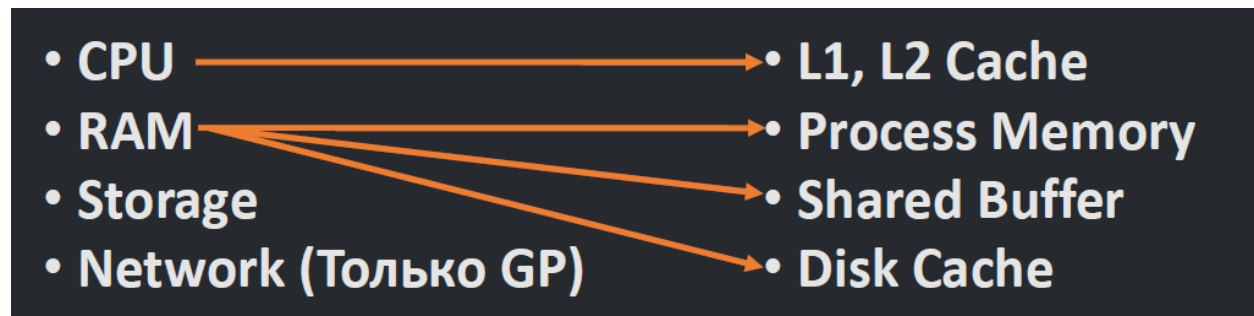 • CPU
• RAM
• Storage
• Network (Только GP)
• L1, L2 Cache
• Process Memory
• Shared Buffer
• Disk Cache